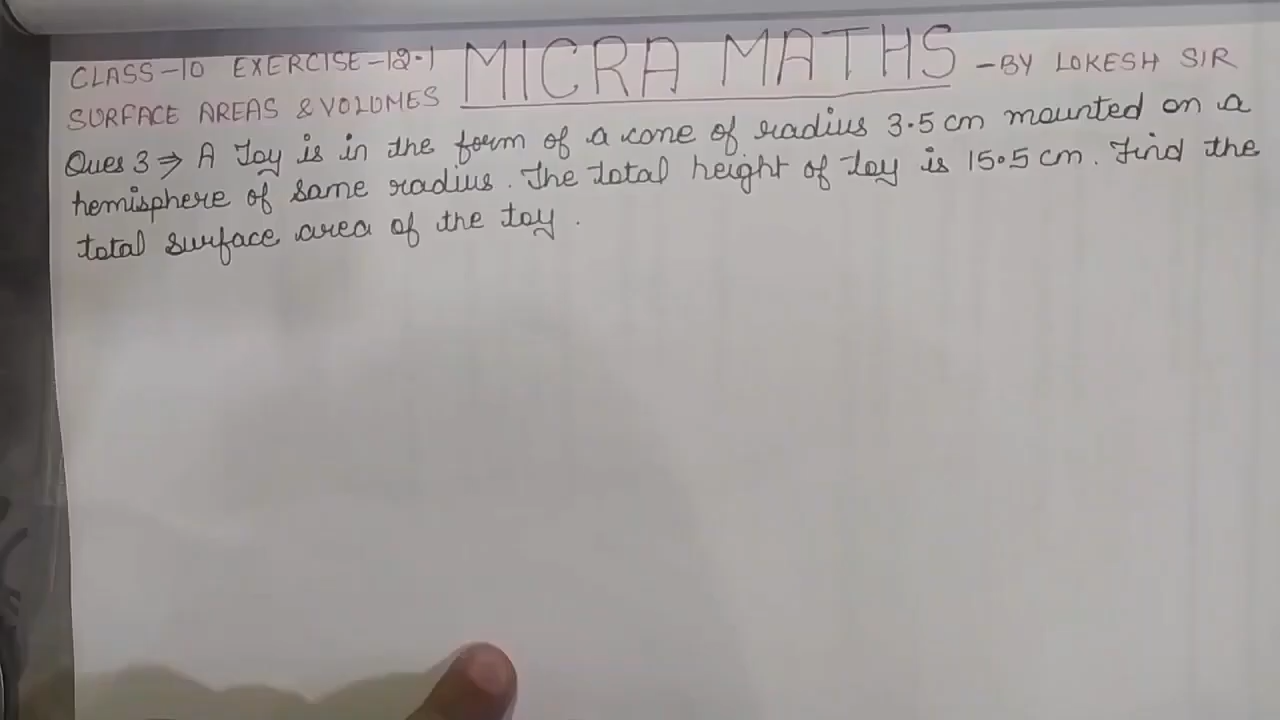 CLASS-10 EXERCISE-12.1 MICRA MATHS -BY LOKESH SIR
SURFACE AREAS & VOLUMES
Ques 3 ⇒ A Toy is in the form of a cone of radius 3.5 cm mounted on a
hemisphere of same radius. The total height of toy is 15.5 cm. Find the
total surface area of the toy.